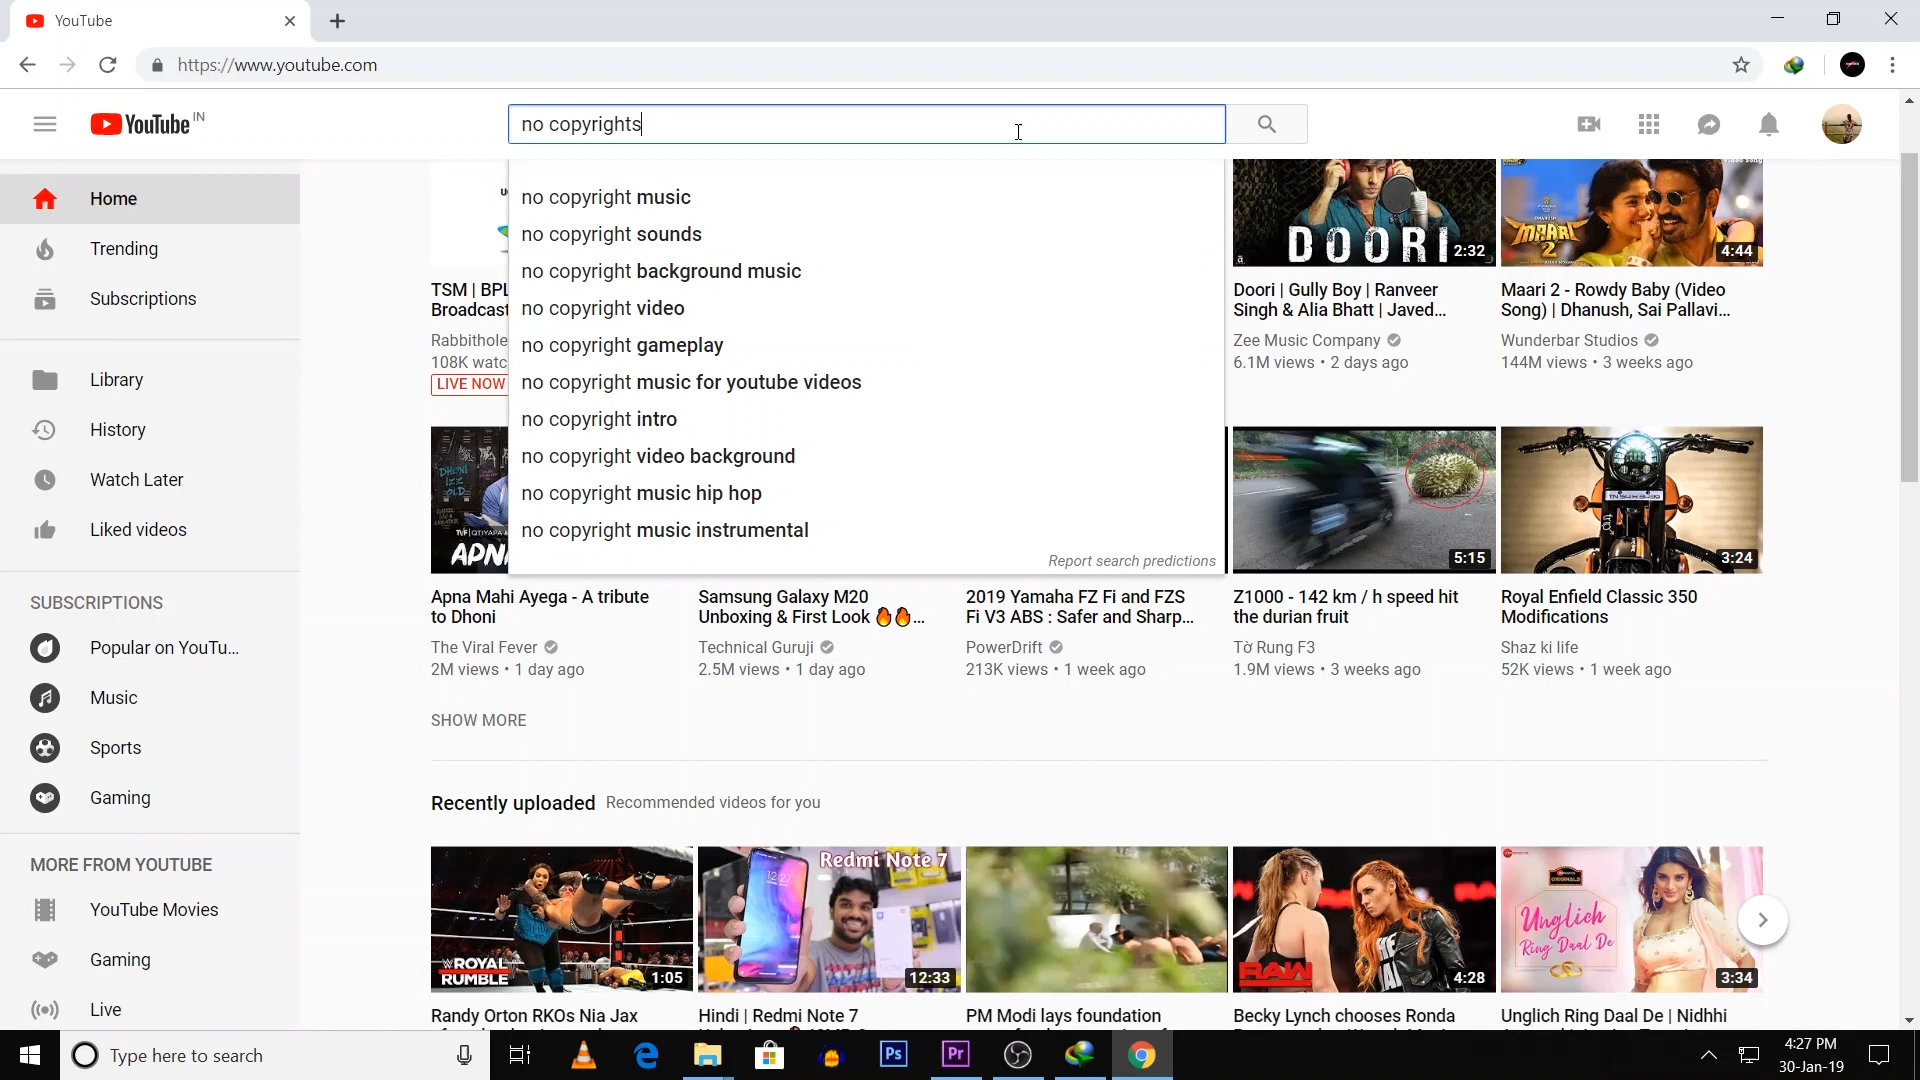 YouTube
https://www.youtube.com
YouTube IN
no copyrights
no copyright music
no copyright sounds
no copyright background music
no copyright video
no copyright gameplay
no copyright music for youtube videos
no copyright intro
no copyright video background
no copyright music hip hop
no copyright music instrumental
Report search predictions
Home
Trending
Subscriptions
Library
History
Watch Later
Liked videos
SUBSCRIPTIONS
Popular on YouTu...
Music
Sports
Gaming
MORE FROM YOUTUBE
YouTube Movies
Gaming
Live
TSM | BPL
Broadcast
Rabbithole
108K watc
LIVE NOW
DOORI
2:32
Doori | Gully Boy | Ranveer
Singh & Alia Bhatt | Javed...
Zee Music Company
6.1M views • 2 days ago
MAARI 2
4:44
Maari 2 - Rowdy Baby (Video
Song) | Dhanush, Sai Pallavi...
Wunderbar Studios
144M views • 3 weeks ago
Apna Mahi Ayega - A tribute
to Dhoni
The Viral Fever
2M views • 1 day ago
Samsung Galaxy M20
Unboxing & First Look 🔥🔥...
Technical Guruji
2.5M views • 1 day ago
2019 Yamaha FZ Fi and FZS
Fi V3 ABS : Safer and Sharp...
PowerDrift
213K views • 1 week ago
5:15
Z1000 - 142 km / h speed hit
the durian fruit
Tờ Rung F3
1.9M views • 3 weeks ago
3:24
Royal Enfield Classic 350
Modifications
Shaz ki life
52K views • 1 week ago
SHOW MORE
Recently uploaded Recommended videos for you
ROYAL
RUMBLE
1:05
Randy Orton RKOs Nia Jax
Redmi Note 7
12:27
12:33
Hindi | Redmi Note 7
PM Modi lays foundation
RAW
4:28
Becky Lynch chooses Ronda
Unglich
Ring Daal De
3:34
Unglich Ring Daal De | Nidhhi
Type here to search
Ps
Pr
4:27 PM
30-Jan-19